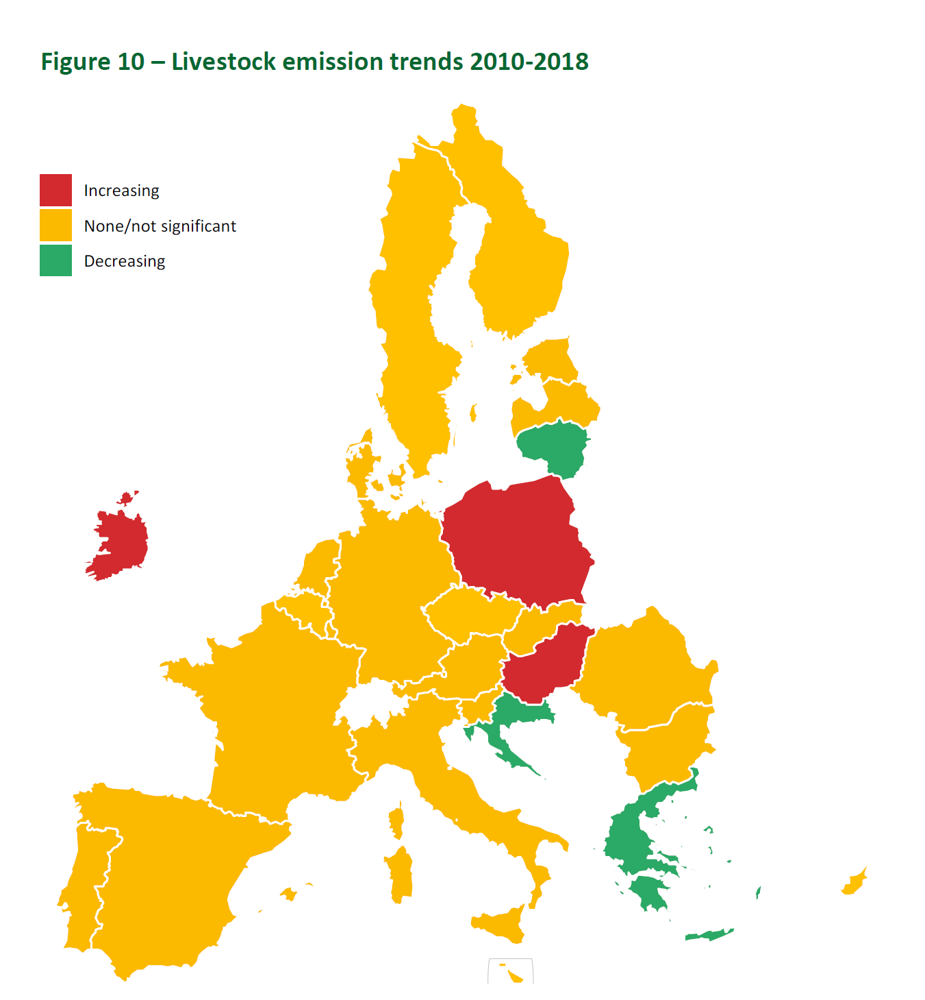 Figure 10 – Livestock emission trends 2010-2018
Increasing
None/not significant
Decreasing